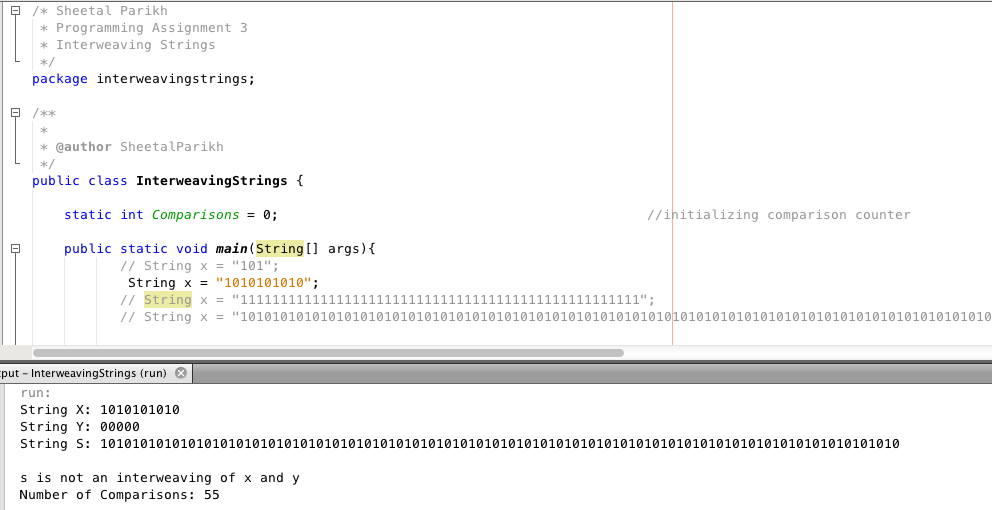 /* Sheetal Parikh
 * Programming Assignment 3
 * Interweaving Strings
 */
package interweavingstrings;
/**
 *
 * @author SheetalParikh
 */
public class InterweavingStrings {
static int Comparisons = 0; //initializing comparison counter
public static void main(String[] args){
// String x = "101";
String x = "1010101010";
// String x = "11111111111111111111111111111111111111111111111111";
// String x = "1010101010101010101010101010101010101010101010101010101010101010101010101010101010101010101010
put – InterweavingStrings (run)
run:
String X: 1010101010
String Y: 00000
String S: 1010101010101010101010101010101010101010101010101010101010101010101010101010101010101010101010101010
s is not an interweaving of x and y
Number of Comparisons: 55